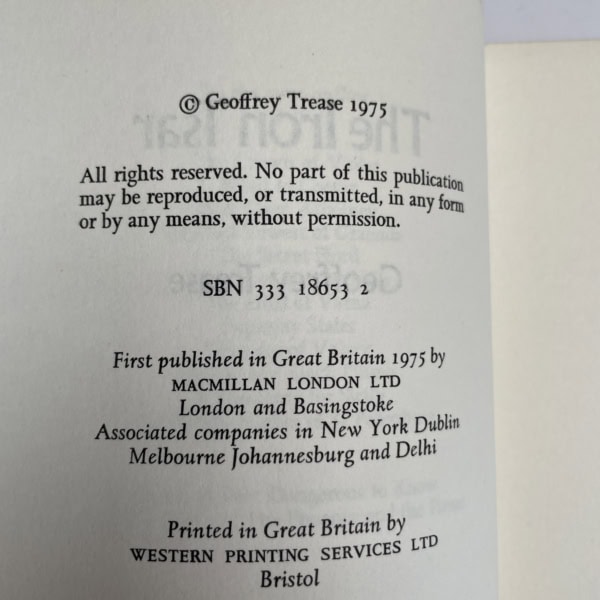 © Geoffrey Trease 1975
All rights reserved. No part of this publication
may be reproduced, or transmitted, in any form
or by any means, without permission.
SBN 333 18653 2
First published in Great Britain 1975 by
MACMILLAN LONDON LTD
London and Basingstoke
Associated companies in New York Dublin
Melbourne Johannesburg and Delhi
Printed in Great Britain by
WESTERN PRINTING SERVICES LTD
Bristol